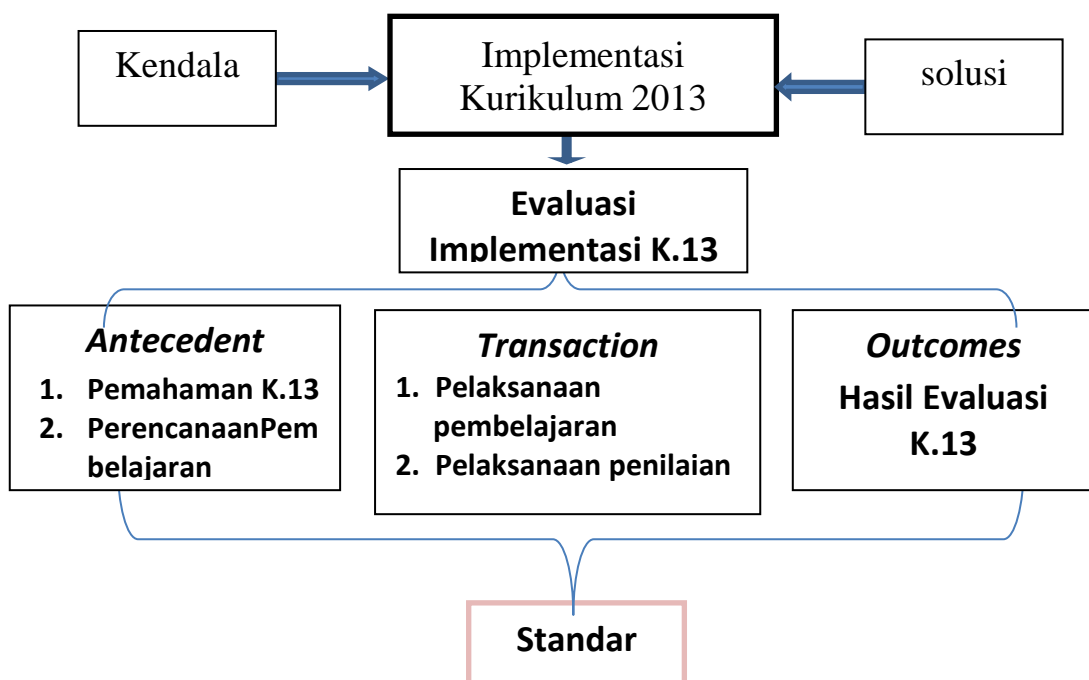 Kendala
Implementasi
Kurikulum 2013
solusi
Evaluasi
Implementasi K.13
Antecedent
1. Pemahaman K.13
2. PerencanaanPem
belajaran
Transaction
1. Pelaksanaan
pembelajaran
2. Pelaksanaan penilaian
Outcomes
Hasil Evaluasi
K.13
Standar